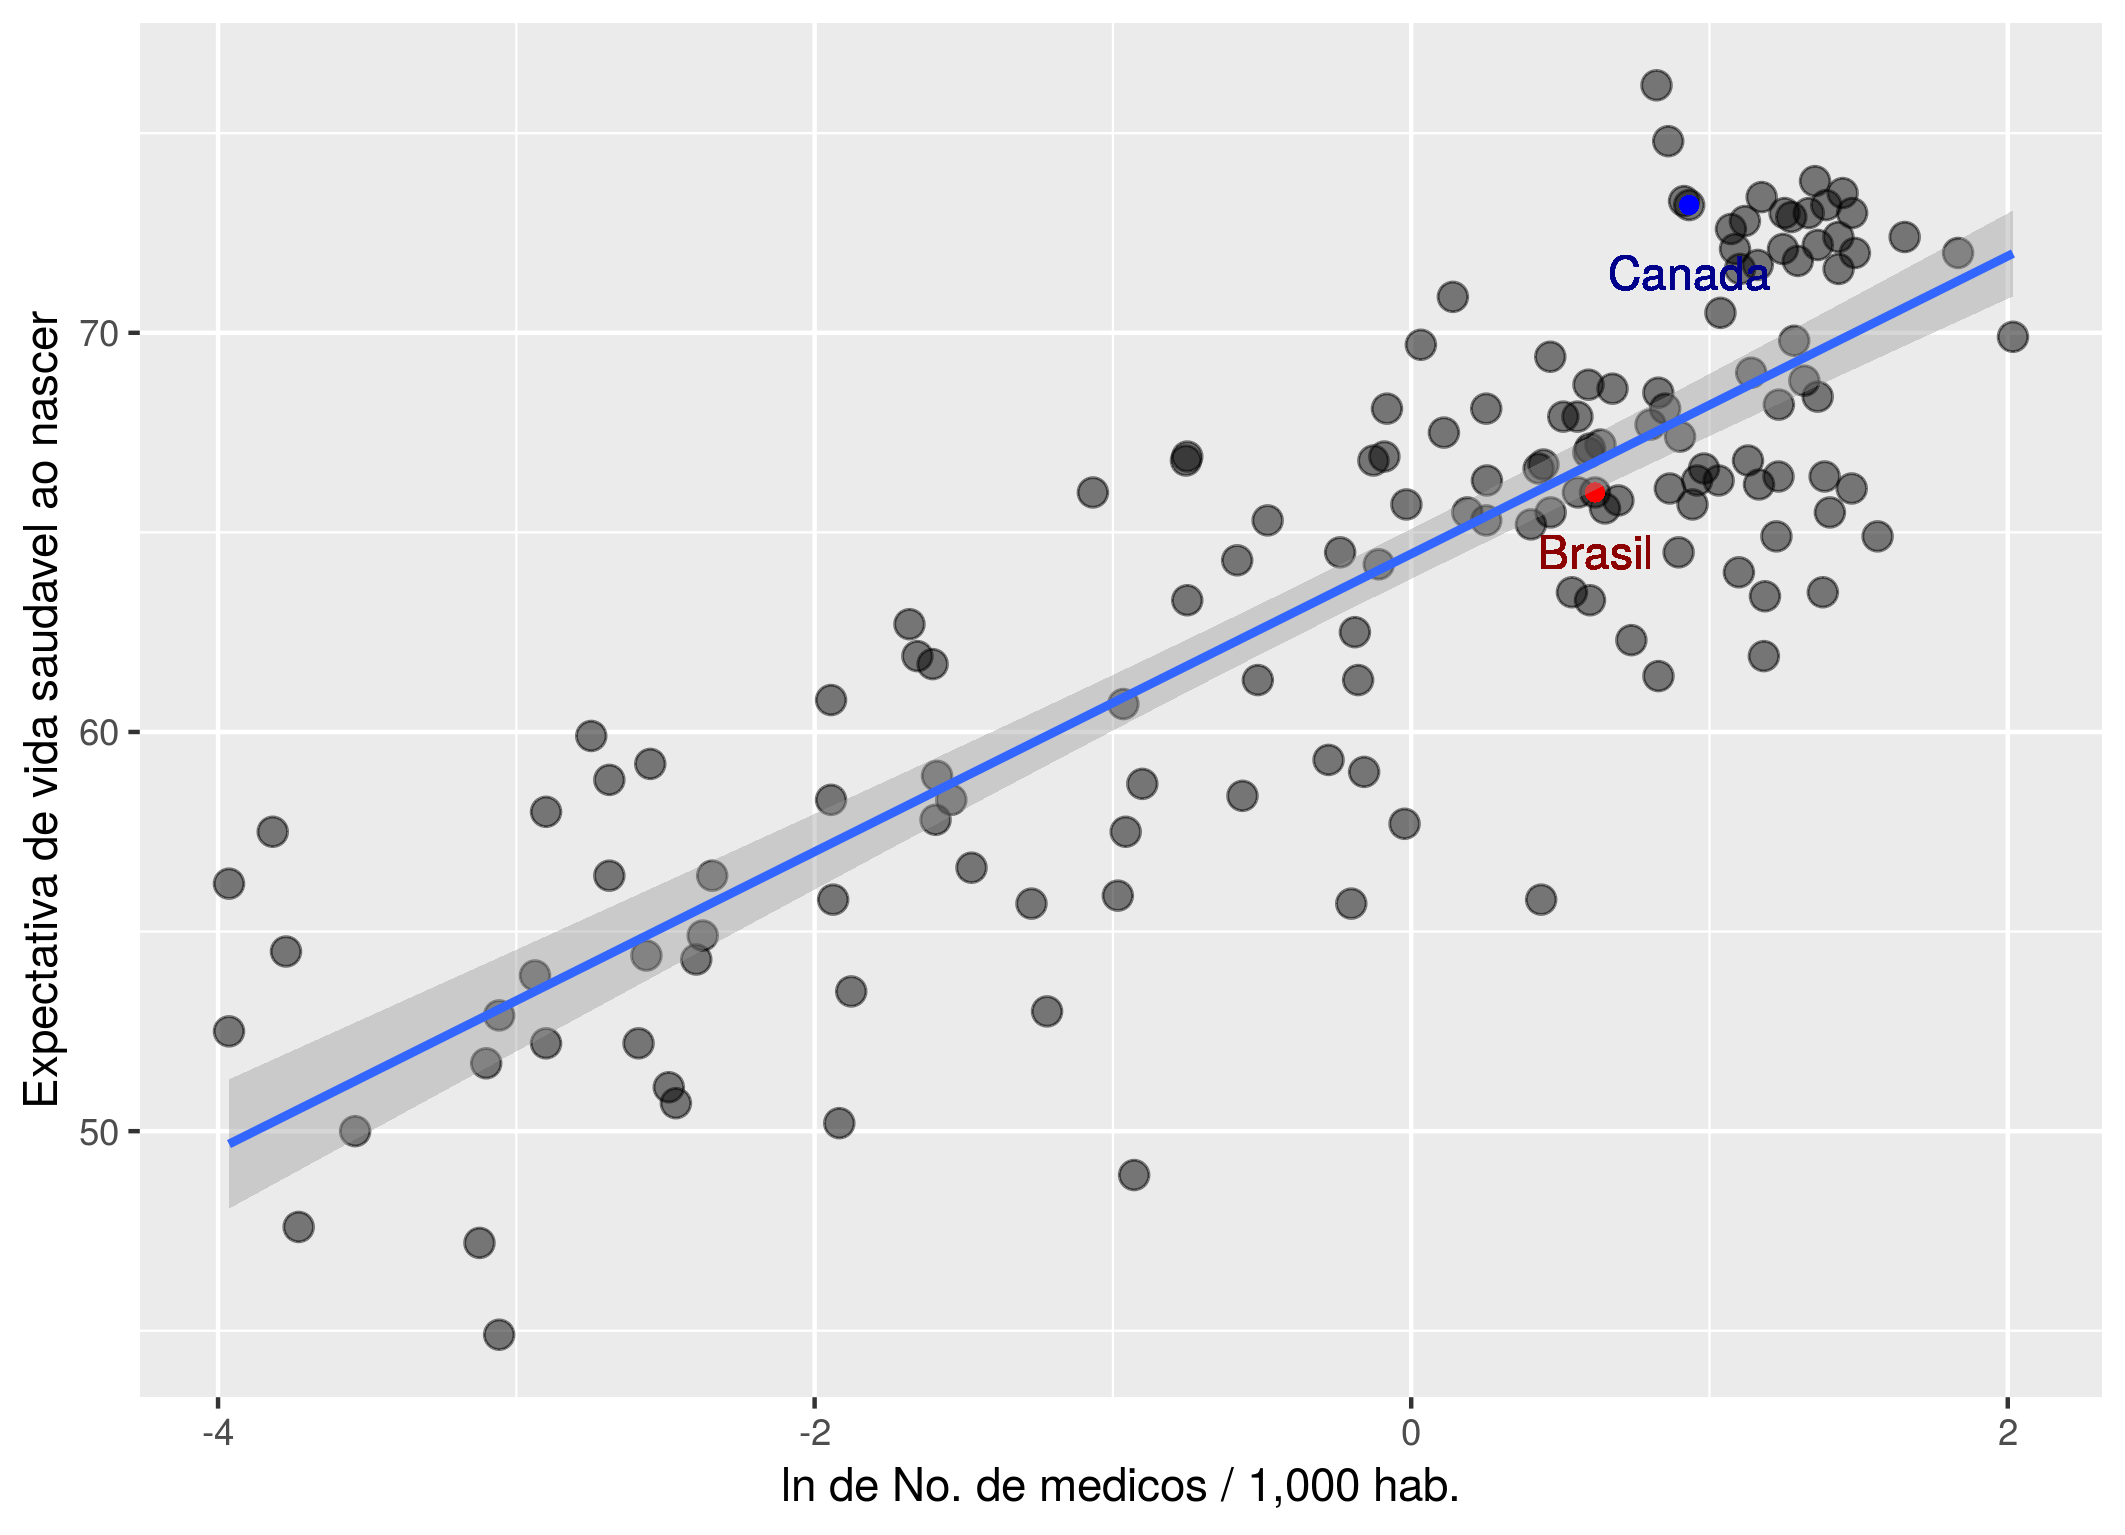 Expectativa de vida saudavel ao nascer
70
60
50
Canada
Brasil
-4
-2
0
2
ln de No. de medicos / 1,000 hab.